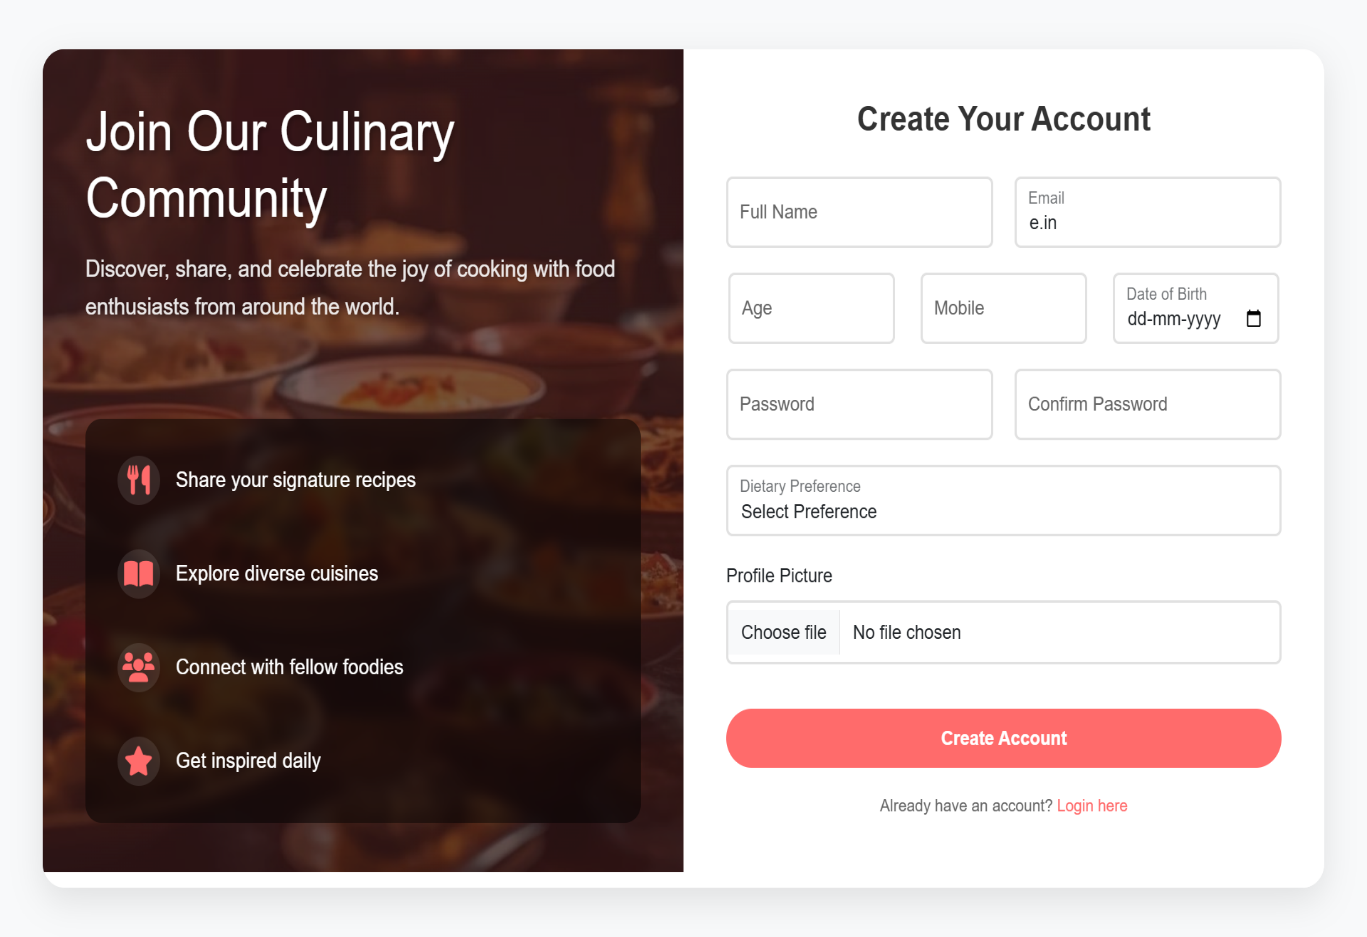 Join Our Culinary
Community
Discover, share, and celebrate the joy of cooking with food
enthusiasts from around the world.
Share your signature recipes
Explore diverse cuisines
Connect with fellow foodies
Get inspired daily
Create Your Account
Full Name
Email
e.in
Age
Mobile
Date of Birth
dd-mm-yyyy
Password
Confirm Password
Dietary Preference
Select Preference
Profile Picture
Choose file No file chosen
Create Account
Already have an account? Login here